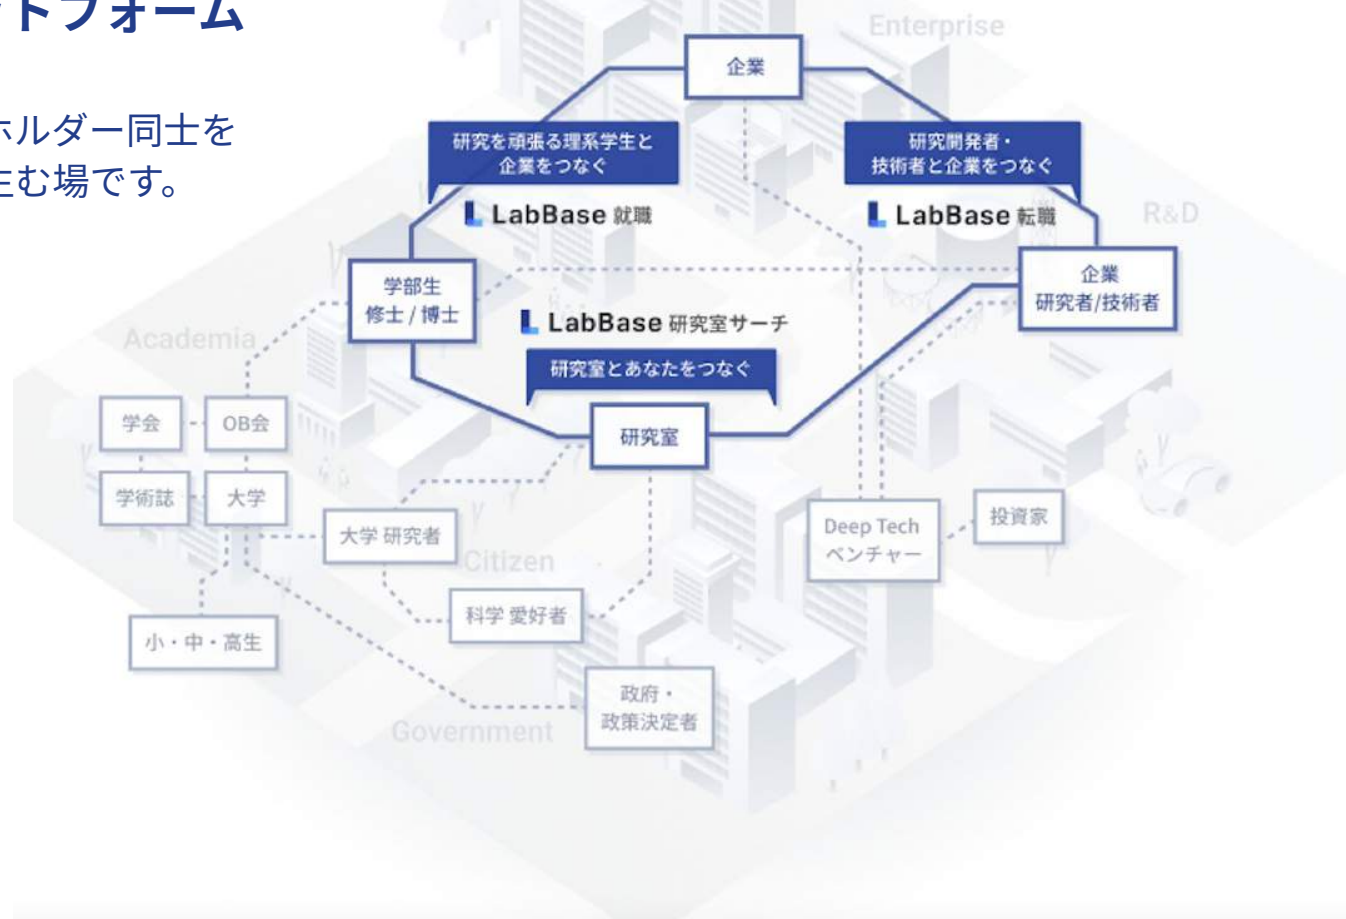 ットフォーム
ホルダー同士を
生む場です。
Enterprise
企業
研究を頑張る理系学生と
企業をつなぐ
LabBase 就職
研究開発者・
技術者と企業をつなぐ
LabBase 転職
R&D
学部生
修士 / 博士
企業
研究者/技術者
LabBase 研究室サーチ
研究室とあなたをつなぐ
Academia
学会
OB会
研究室
学術誌
大学
大学 研究者
Deep Tech
ベンチャー
投資家
Citizen
科学 愛好者
小・中・高生
政府・
政策決定者
Government